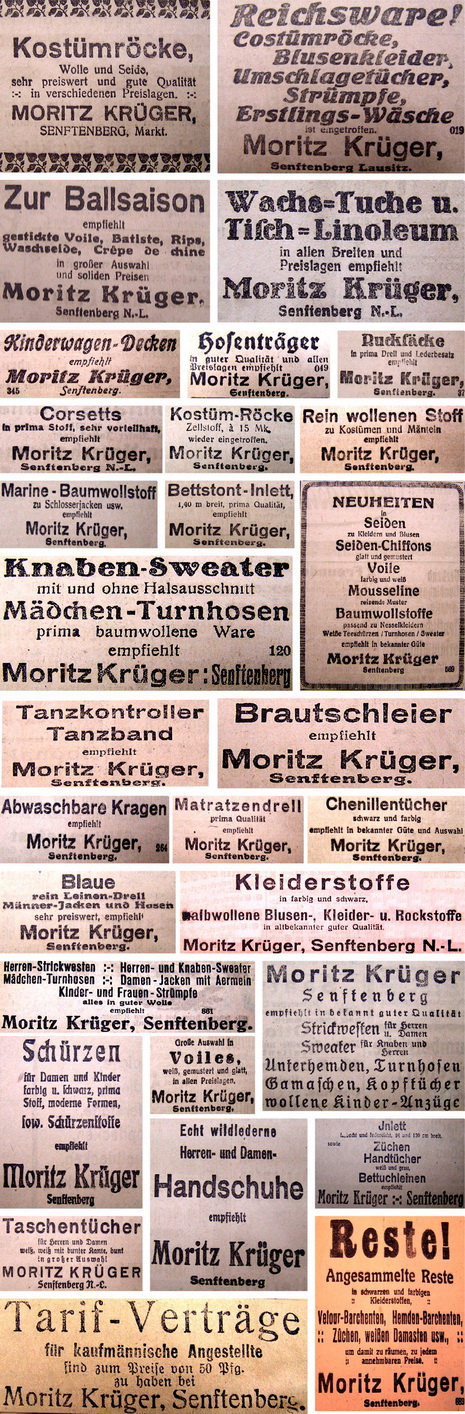 Kostümröcke,
Wolle und Seide,
sehr preiswert und gute Qualität
:-: in verschiedenen Preislagen. :-:
MORITZ KRÜGER,
SENFTENBERG, Markt.
Reichsware!
Costümröcke,
Blusenkleider,
Umschlagetücher,
Strümpfe,
Erstlings-Wäsche
ist eingetroffen. 019
Moritz Krüger,
Senftenberg Lausitz.
Zur Ballsaison
empfiehlt
gestickte Voile, Batiste, Rips,
Waschseide, Crêpe de chine
in großer Auswahl
und soliden Preisen
Moritz Krüger,
Senftenberg N.-L.
Wachs=Tuche u.
Tisch=Linoleum
in allen Breiten und
Preislagen empfiehlt
Moritz Krüger,
Senftenberg N.-L.
Kinderwagen-Decken
empfiehlt
Moritz Krüger,
345 Senftenberg.
Hosenträger
in guter Qualität und allen
Preislagen empfiehlt 049
Moritz Krüger,
Senftenberg.
Rucksäcke
in prima Drell und Lederbesatz
empfiehlt
Moritz Krüger,
Senftenberg. 37
Corsetts
in prima Stoff, sehr vorteilhaft,
empfiehlt
Moritz Krüger,
Senftenberg N.-L.
Kostüm-Röcke
Zellstoff, à 15 Mk.
wieder eingetroffen.
Moritz Krüger,
Senftenberg.
Rein wollenen Stoff
zu Kostümen und Mänteln
empfiehlt
Moritz Krüger,
Senftenberg.
Marine-Baumwollstoff
zu Schlosserjacken usw.
empfiehlt
Moritz Krüger,
Senftenberg.
Bettstont-Inlett,
1,40 m breit, prima Qualität,
empfiehlt
Moritz Krüger,
Senftenberg.
NEUHEITEN
in
Seiden
zu Kleidern und Blusen
Seiden-Chiffons
glatt und gemustert
Voile
farbig und weiß
Mousseline
reizende Muster
Baumwollstoffe
passend zu Nesselkleidern
Weiße Teeschürzen / Turnhosen / Sweater
empfiehlt in bekannter Güte
Moritz Krüger
Senftenberg 589
Knaben-Sweater
mit und ohne Halsausschnitt
Mädchen-Turnhosen
prima baumwollene Ware
empfiehlt 120
Moritz Krüger : Senftenberg
Tanzkontroller
Tanzband
empfiehlt
Moritz Krüger,
Senftenberg.
Brautschleier
empfiehlt
Moritz Krüger,
Senftenberg.
Abwaschbare Kragen
empfiehlt
Moritz Krüger, 264
Senftenberg.
Matratzendrell
prima Qualität
empfiehlt
Moritz Krüger,
Senftenberg.
Chenillentücher
schwarz und farbig
empfiehlt in bekannter Güte und Auswahl
Moritz Krüger,
Senftenberg.
Blaue
rein Leinen-Drell
Männer-Jacken und Hosen
sehr preiswert, empfiehlt
Moritz Krüger,
Senftenberg.
Kleiderstoffe
in farbig und schwarz,
halbwollene Blusen-, Kleider- u. Rockstoffe
in altbekannter guter Qualität.
Moritz Krüger, Senftenberg N.-L.
Herren-Strickwesten :-: Herren- und Knaben-Sweater
Mädchen-Turnhosen :-: Damen-Jacken mit Aermeln
Kinder- und Frauen-Strümpfe
alles in guter Wolle
empfiehlt 881
Moritz Krüger, Senftenberg.
Moritz Krüger
Senftenberg
empfiehlt in bekannt guter Qualität
Strickwesten für Herren u. Damen
Sweater für Knaben und Herren
Unterhemden, Turnhosen
Gamaschen, Kopftücher
wollene Kinder-Anzüge
Schürzen
für Damen und Kinder
farbig u. schwarz, prima
Stoff, moderne Formen,
sow. Schürzenstoffe
empfiehlt
Moritz Krüger
Senftenberg
Große Auswahl in
Voiles,
weiß, gemustert und glatt,
in allen Preislagen.
Moritz Krüger
Senftenberg.
Echt wildlederne
Herren- und Damen-
Handschuhe
empfiehlt
Moritz Krüger
Senftenberg
Inlett
sowie
Züchen
Handtücher
weiß und grau,
Bettuchleinen
empfiehlt
Moritz Krüger :-: Senftenberg
Taschentücher
für Herren und Damen
weiß, weiß mit bunter Kante, bunt
in großer Auswahl
MORITZ KRÜGER
Senftenberg N.-L.
Reste!
Angesammelte Reste
in schwarzen und farbigen
:: Kleiderstoffen, ::
Velour-Barchenten, Hemden-Barchenten,
:: Züchen, weißen Damasten usw., ::
um damit zu räumen, zu jedem
:: annehmbaren Preise. ::
Moritz Krüger,
Senftenberg.
Tarif-Verträge
für kaufmännische Angestellte
sind zum Preise von 50 Pfg.
zu haben bei
Moritz Krüger, Senftenberg.